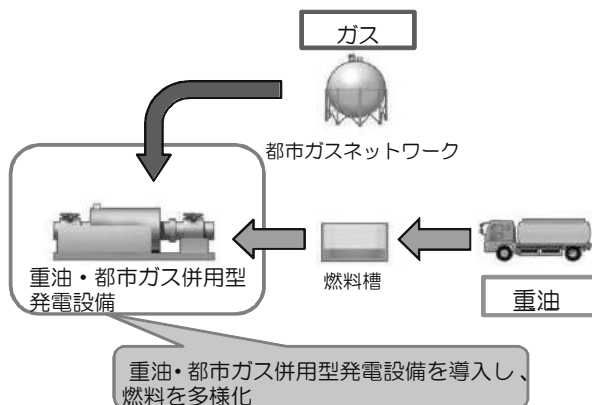 ガス
都市ガスネットワーク
重油・都市ガス併用型
発電設備
燃料槽
重油
重油・都市ガス併用型発電設備を導入し、
燃料を多様化